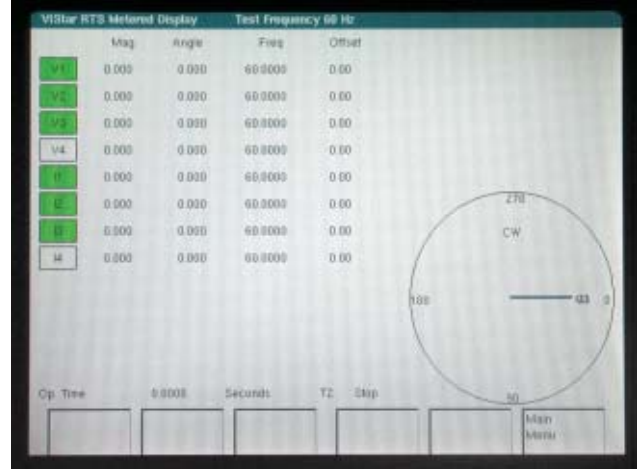 VIStar RTS Metered Display Test Frequency 60 Hz
Mag Angle Freq Offset
V1 0.000 0.000 60.0000 0.00
V2 0.000 0.000 60.0000 0.00
V3 0.000 0.000 60.0000 0.00
V4 0.000 0.000 60.0000 0.00
I1 0.000 0.000 60.0000 0.00
I2 0.000 0.000 60.0000 0.00
I3 0.000 0.000 60.0000 0.00
I4 0.000 0.000 60.0000 0.00
270
CW
180 0
90
Op Time 0.0000 Seconds T2 Stop
Main
Menu